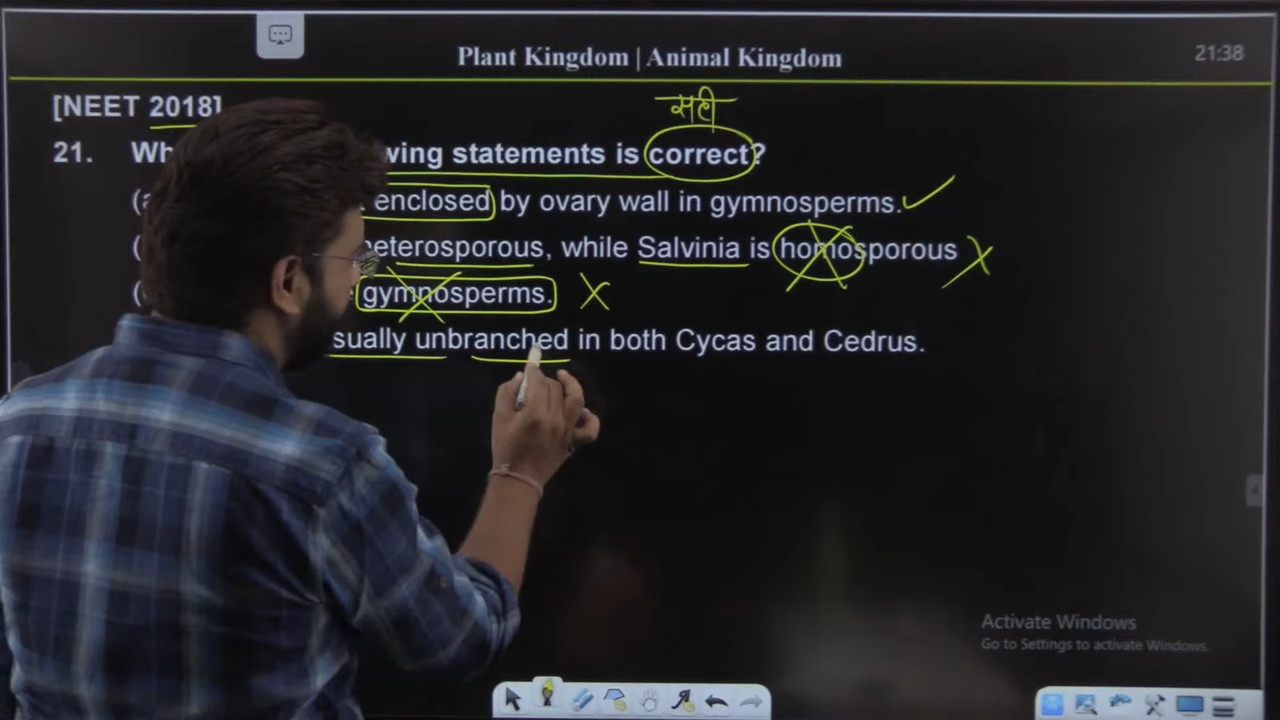 Plant Kingdom | Animal Kingdom
21:38
[NEET 2018]
सही
21. wing statements is correct?
enclosed by ovary wall in gymnosperms.
heterosporous, while Salvinia is homosporous
gymnosperms.
sually unbranched in both Cycas and Cedrus.
Activate Windows
Go to Settings to activate Windows.